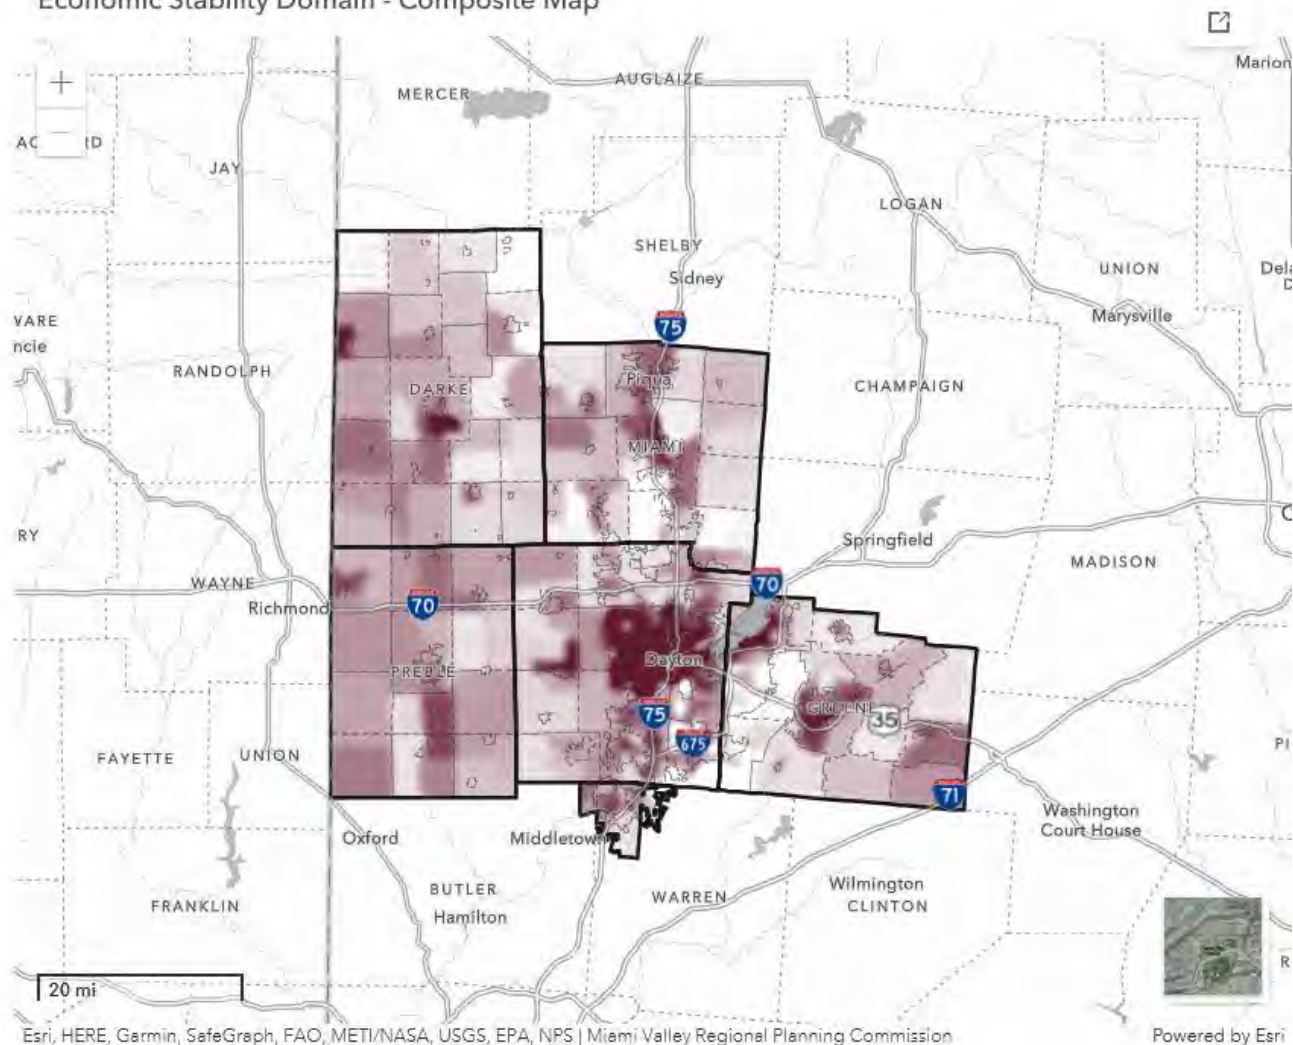 Economic Stability Domain - Composite Map
Marion
AUGLAIZE
MERCER
JAY
LOGAN
SHELBY
Sidney
UNION
Marysville
75
RANDOLPH
DARKE
Piqua
CHAMPAIGN
MIAMI
RY
Springfield
MADISON
WAYNE
Richmond
70
70
PREBLE
Dayton
GREENE
35
75
675
FAYETTE
UNION
71
Washington
Court House
Oxford
Middletown
BUTLER
Hamilton
WARREN
Wilmington
CLINTON
FRANKLIN
20 mi
Esri, HERE, Garmin, SafeGraph, FAO, METI/NASA, USGS, EPA, NPS | Miami Valley Regional Planning Commission
Powered by Esri